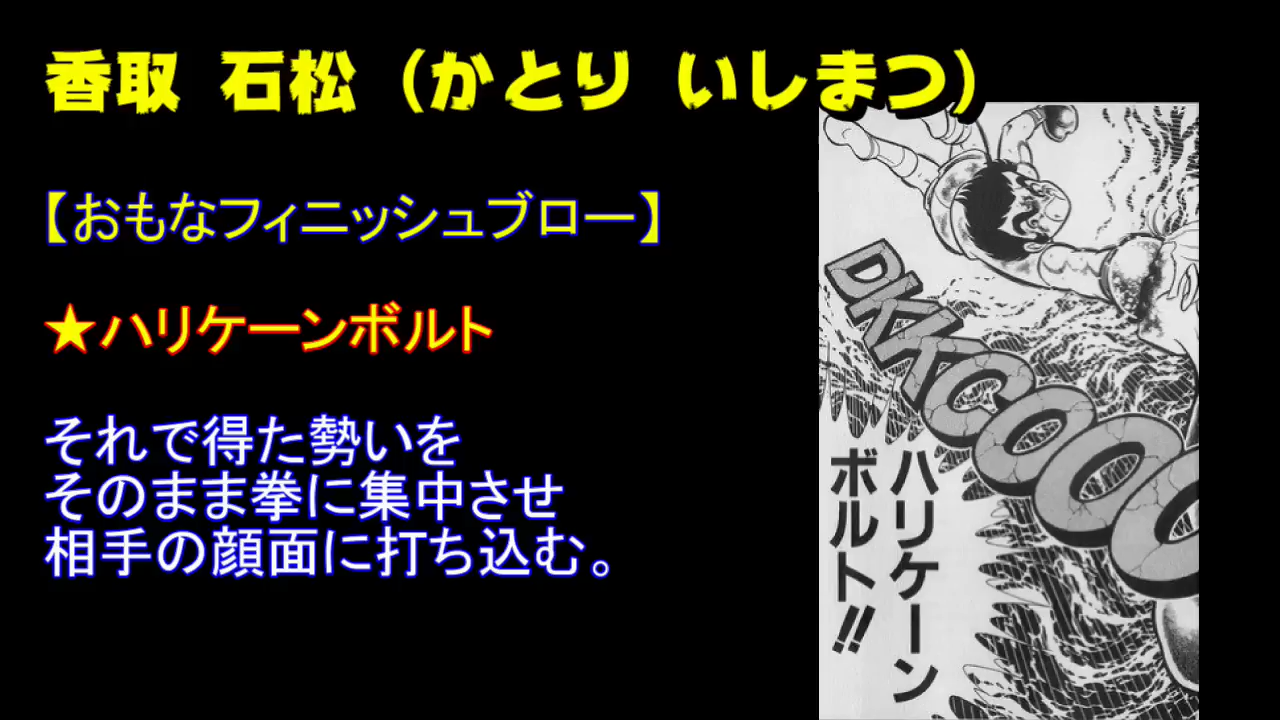 香取 石松（かとり いしまつ）
【おもなフィニッシュブロー】
★ハリケーンボルト
それで得た勢いを
そのまま拳に集中させ
相手の顔面に打ち込む。
DKKGOOOO
ハリケーン
ボルト!!